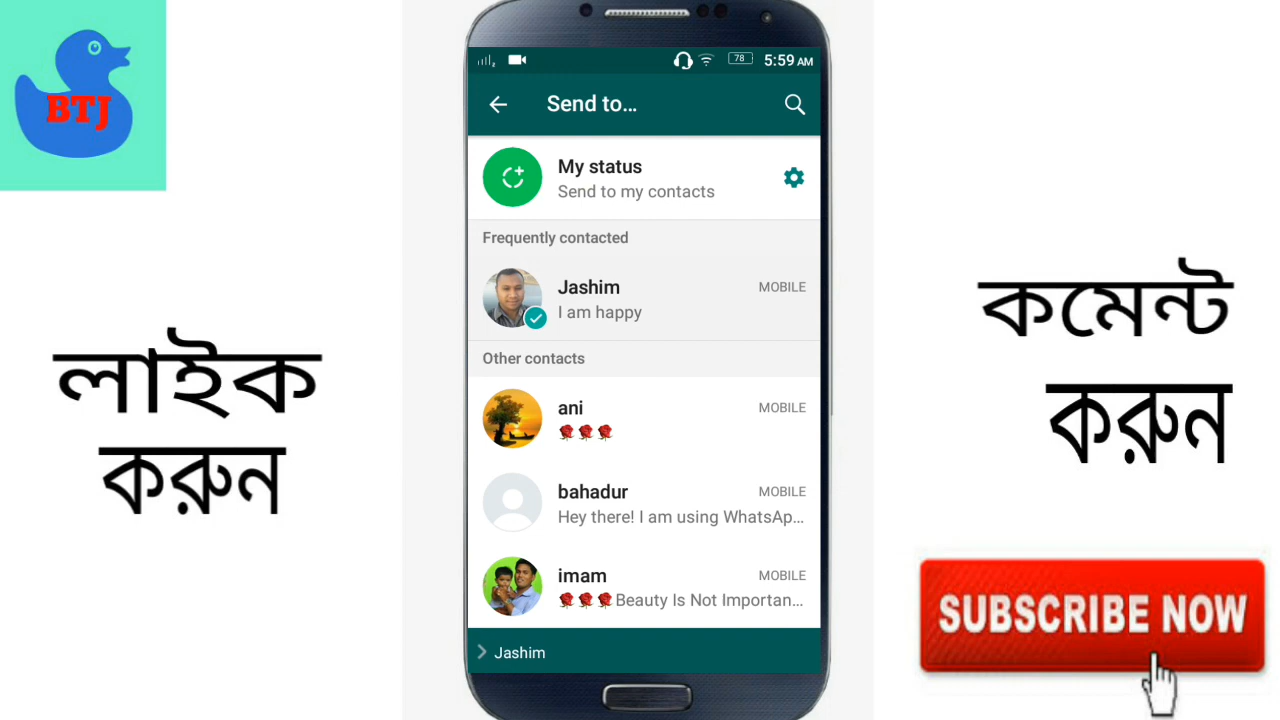 BTJ
লাইক
করুন
78 5:59 AM
Send to...
My status
Send to my contacts
Frequently contacted
Jashim MOBILE
I am happy
Other contacts
ani MOBILE
🌹🌹🌹
bahadur MOBILE
Hey there! I am using WhatsAp...
imam MOBILE
🌹🌹🌹Beauty Is Not Importan...
Jashim
কমেন্ট
করুন
SUBSCRIBE NOW